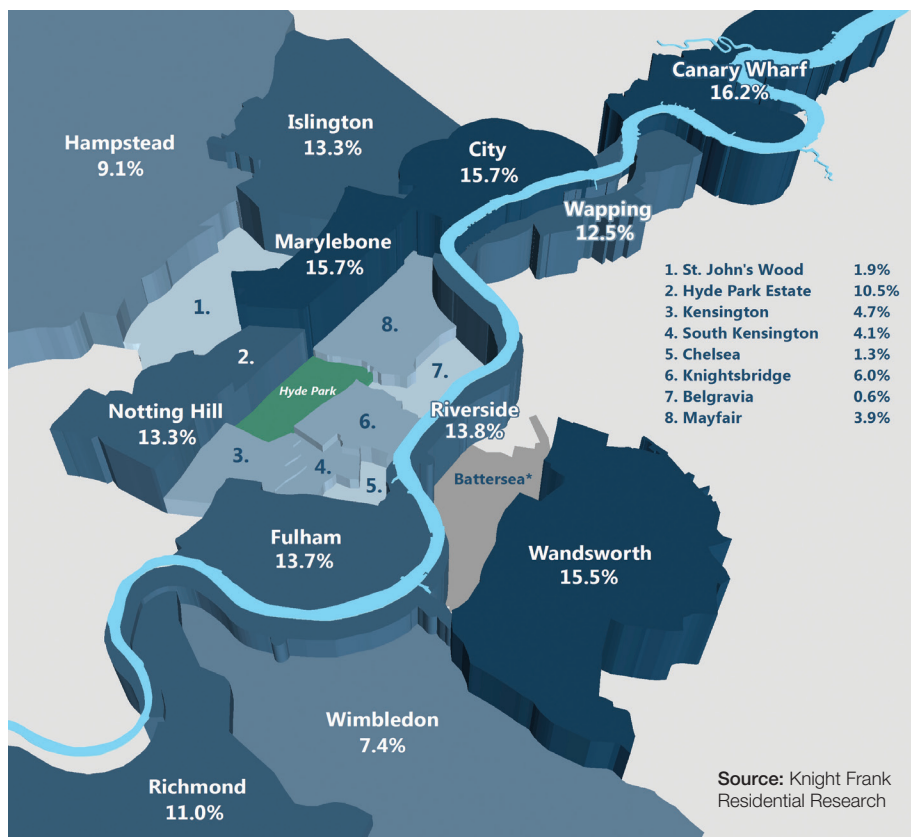 Canary Wharf
16.2%
Islington
13.3%
Hampstead
9.1%
City
15.7%
Wapping
12.5%
Marylebone
15.7%
1. St. John's Wood 1.9%
2. Hyde Park Estate 10.5%
3. Kensington 4.7%
4. South Kensington 4.1%
5. Chelsea 1.3%
6. Knightsbridge 6.0%
7. Belgravia 0.6%
8. Mayfair 3.9%
1.
8.
2.
7.
Hyde Park
Notting Hill
13.3%
6.
Riverside
13.8%
3.
4.
5.
Battersea*
Fulham
13.7%
Wandsworth
15.5%
Wimbledon
7.4%
Richmond
11.0%
Source: Knight Frank
Residential Research